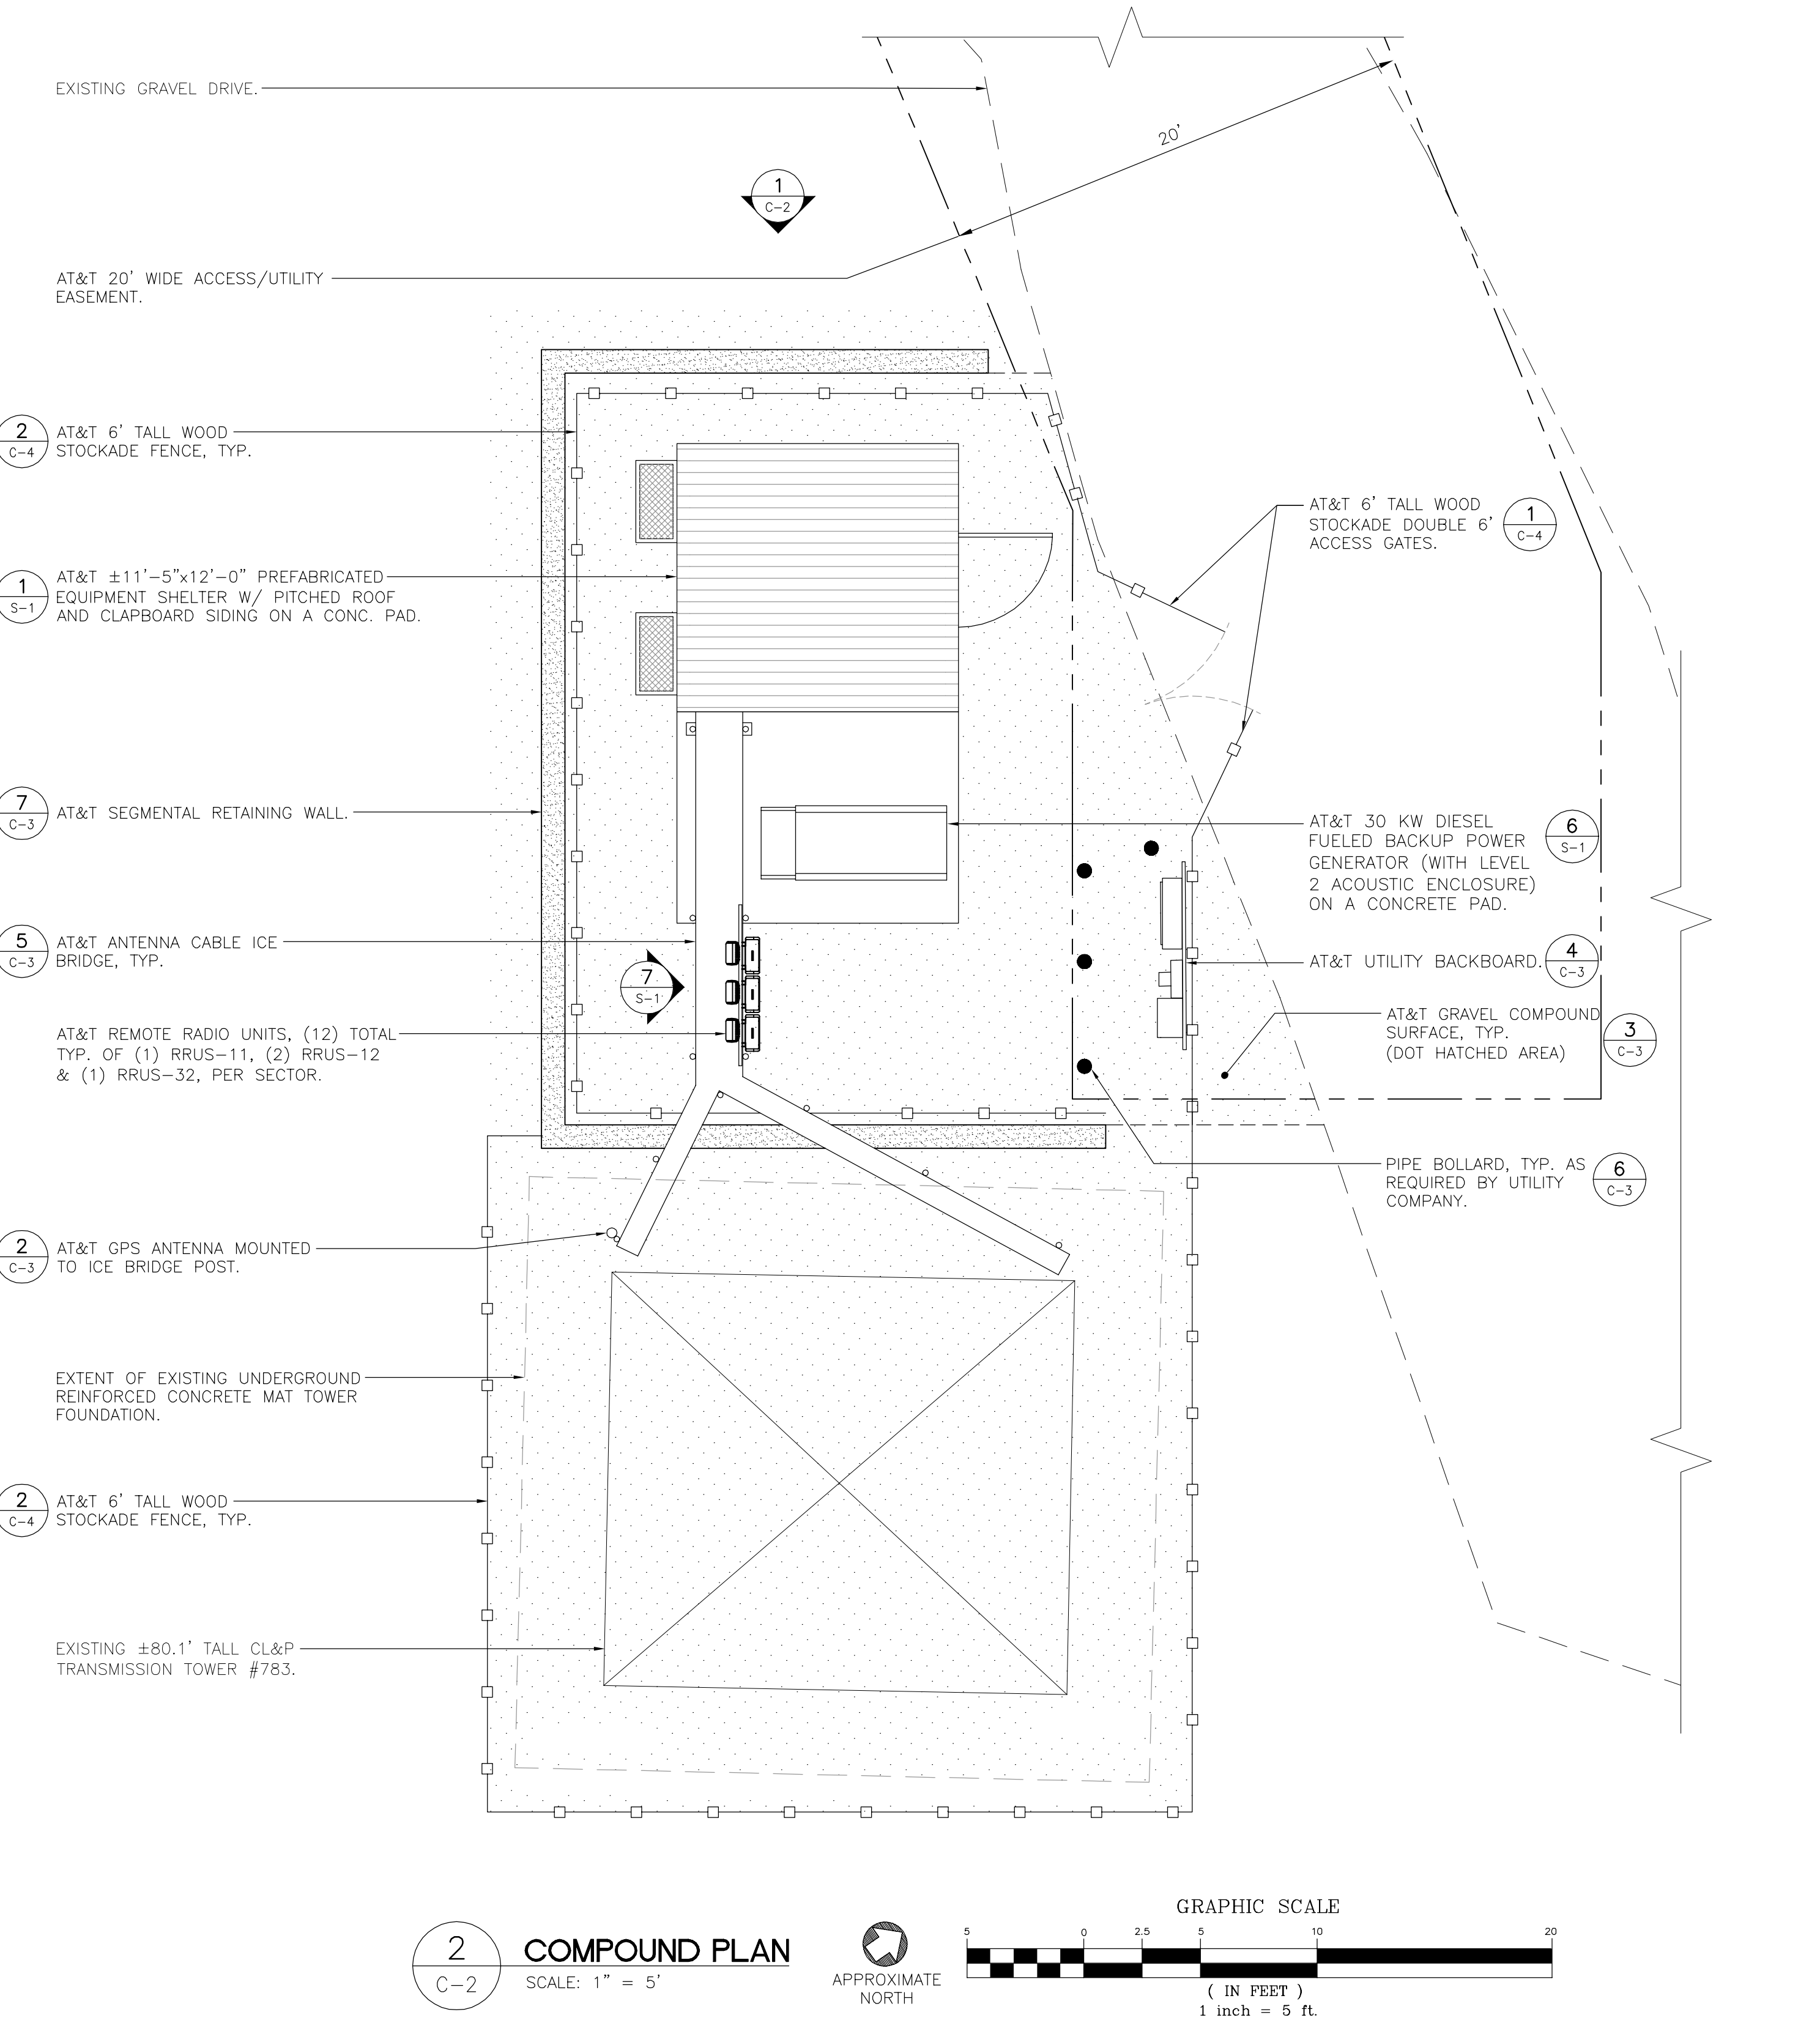 EXISTING GRAVEL DRIVE.
20'
1
C-2
AT&T 20' WIDE ACCESS/UTILITY
EASEMENT.
2
C-4
AT&T 6' TALL WOOD
STOCKADE FENCE, TYP.
AT&T 6' TALL WOOD
STOCKADE DOUBLE 6'
ACCESS GATES.
1
C-4
1
S-1
AT&T ±11'-5"x12'-0" PREFABRICATED
EQUIPMENT SHELTER W/ PITCHED ROOF
AND CLAPBOARD SIDING ON A CONC. PAD.
7
C-3
AT&T SEGMENTAL RETAINING WALL.
AT&T 30 KW DIESEL
FUELED BACKUP POWER
GENERATOR (WITH LEVEL
2 ACOUSTIC ENCLOSURE)
ON A CONCRETE PAD.
6
S-1
5
C-3
AT&T ANTENNA CABLE ICE
BRIDGE, TYP.
7
S-1
AT&T UTILITY BACKBOARD.
4
C-3
AT&T REMOTE RADIO UNITS, (12) TOTAL
TYP. OF (1) RRUS-11, (2) RRUS-12
& (1) RRUS-32, PER SECTOR.
AT&T GRAVEL COMPOUND
SURFACE, TYP.
(DOT HATCHED AREA)
3
C-3
PIPE BOLLARD, TYP. AS
REQUIRED BY UTILITY
COMPANY.
6
C-3
2
C-3
AT&T GPS ANTENNA MOUNTED
TO ICE BRIDGE POST.
EXTENT OF EXISTING UNDERGROUND
REINFORCED CONCRETE MAT TOWER
FOUNDATION.
2
C-4
AT&T 6' TALL WOOD
STOCKADE FENCE, TYP.
EXISTING ±80.1' TALL CL&P
TRANSMISSION TOWER #783.
2
C-2
COMPOUND PLAN
SCALE: 1" = 5'
APPROXIMATE
NORTH
GRAPHIC SCALE
5 0 2.5 5 10 20
( IN FEET )
1 inch = 5 ft.